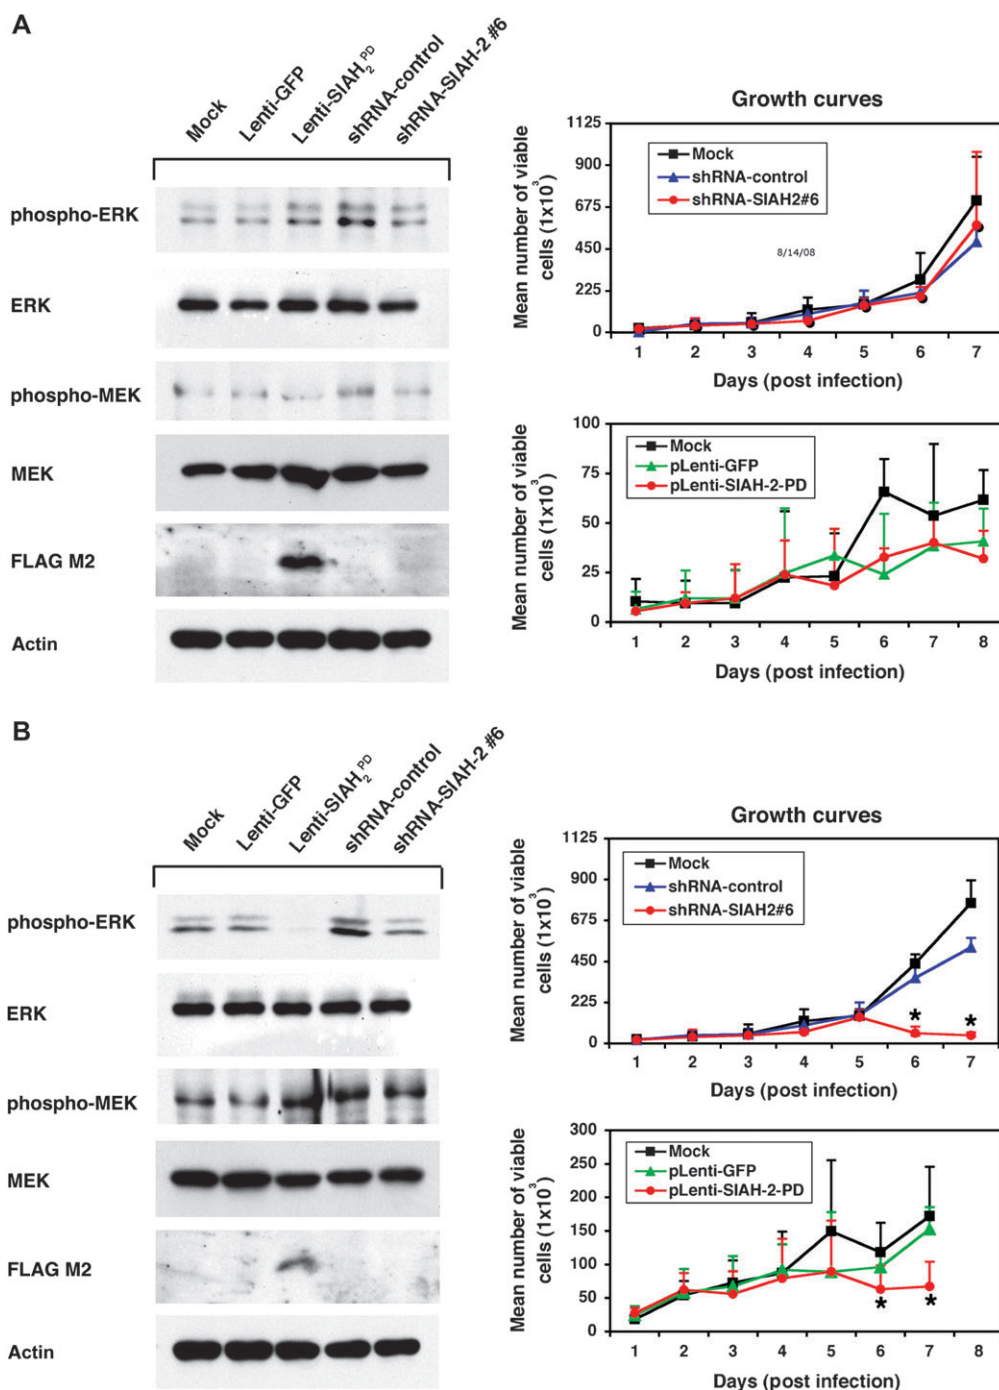 A
Mock
Lenti-GFP
Lenti-SIAH2PD
shRNA-control
shRNA-SIAH-2 #6
phospho-ERK
ERK
phospho-MEK
MEK
FLAG M2
Actin
Growth curves
Mean number of viable
cells (1x10³)
1125
900
675
450
225
0
Mock
shRNA-control
shRNA-SIAH2#6
8/14/08
1 2 3 4 5 6 7
Days (post infection)
Mean number of viable
cells (1x10³)
100
75
50
25
0
Mock
pLenti-GFP
pLenti-SIAH-2-PD
1 2 3 4 5 6 7 8
Days (post infection)
B
Mock
Lenti-GFP
Lenti-SIAH2PD
shRNA-control
shRNA-SIAH-2 #6
phospho-ERK
ERK
phospho-MEK
MEK
FLAG M2
Actin
Growth curves
Mean number of viable
cells (1x10³)
1125
900
675
450
225
0
Mock
shRNA-control
shRNA-SIAH2#6
* *
1 2 3 4 5 6 7
Days (post infection)
Mean number of viable
cells (1x10³)
300
250
200
150
100
50
0
Mock
pLenti-GFP
pLenti-SIAH-2-PD
* *
1 2 3 4 5 6 7 8
Days (post infection)